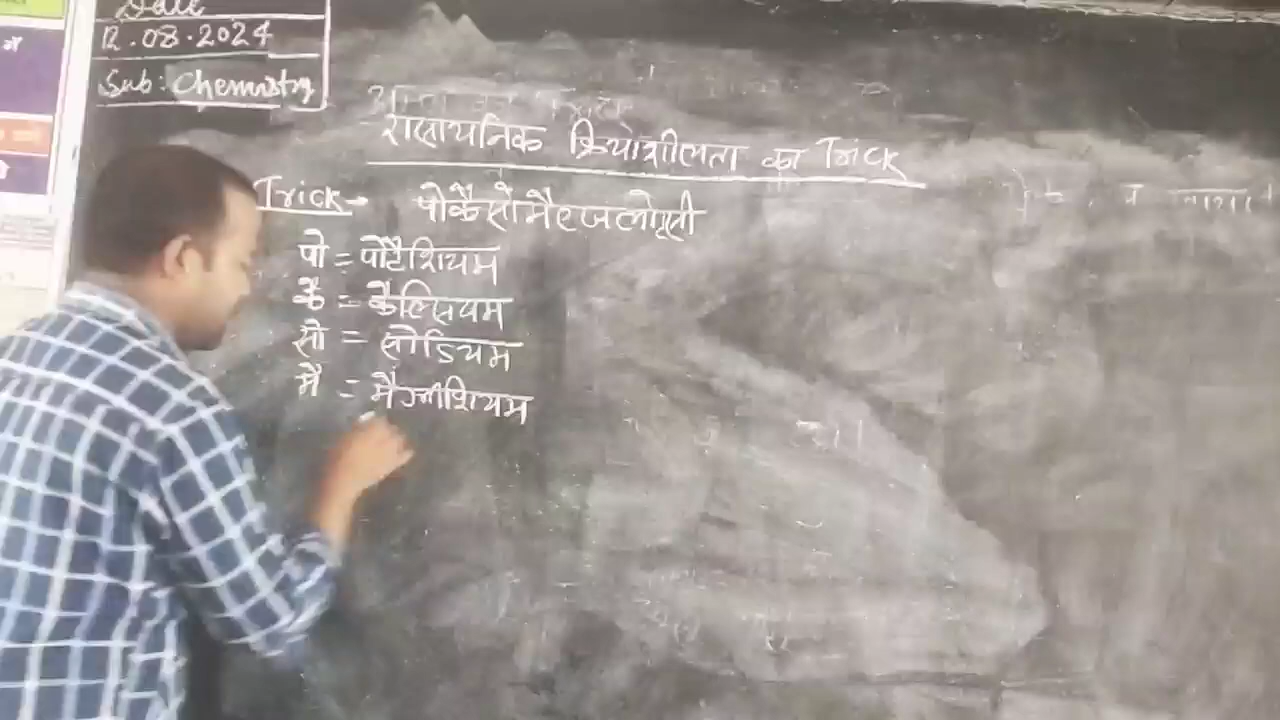 Date
12.08.2024
Sub: Chemistry
रासायनिक क्रियाशीलता का Trick
Trick → पोकैसोमैएजलोगूसी
पो = पोटैशियम
कै = कैल्सियम
सो = सोडियम
मै = मैग्नीशियम